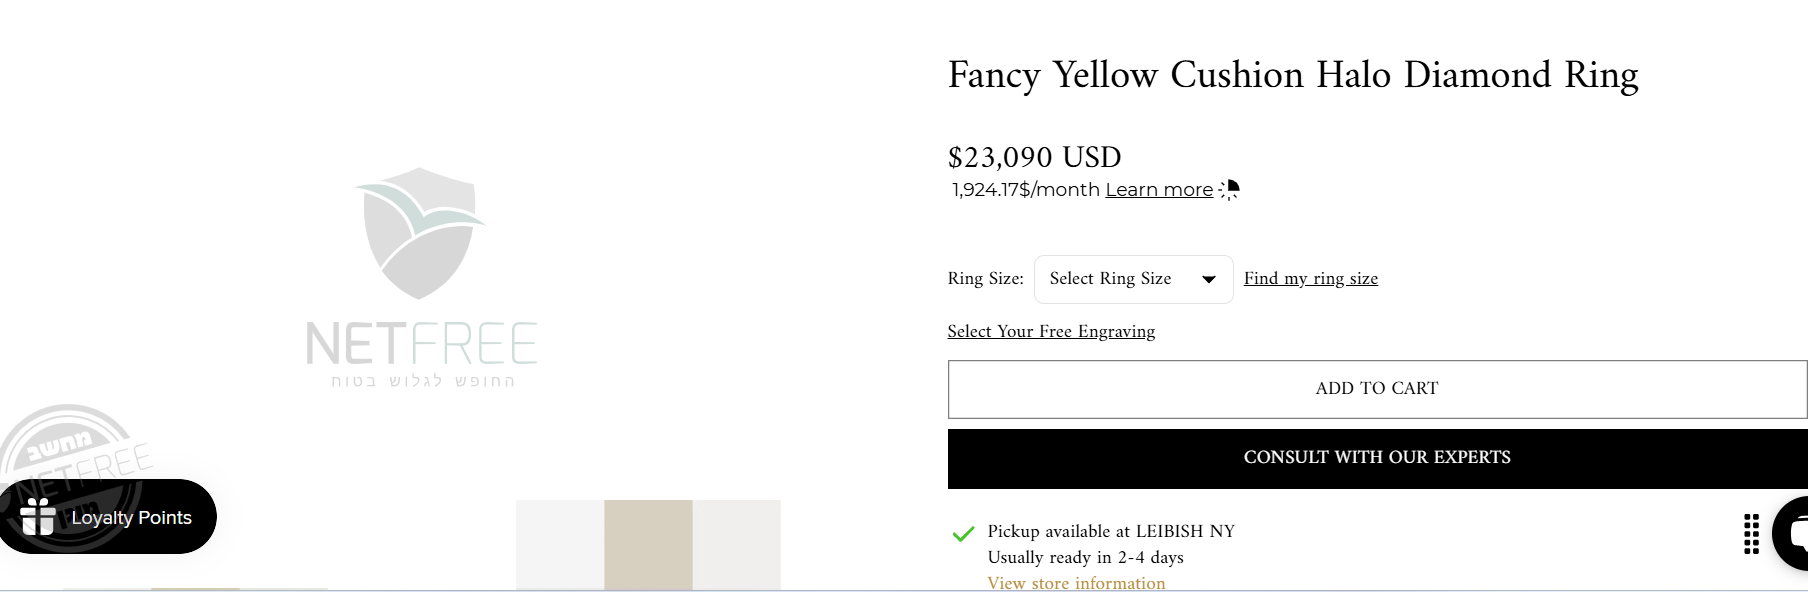 Fancy Yellow Cushion Halo Diamond Ring
$23,090 USD
1,924.17$/month Learn more
Ring Size: Select Ring Size Find my ring size
Select Your Free Engraving
ADD TO CART
CONSULT WITH OUR EXPERTS
Pickup available at LEIBISH NY
Usually ready in 2-4 days
View store information
NETFREE
החופש לגלוש בטוח
מחשב
NETFREE
Loyalty Points